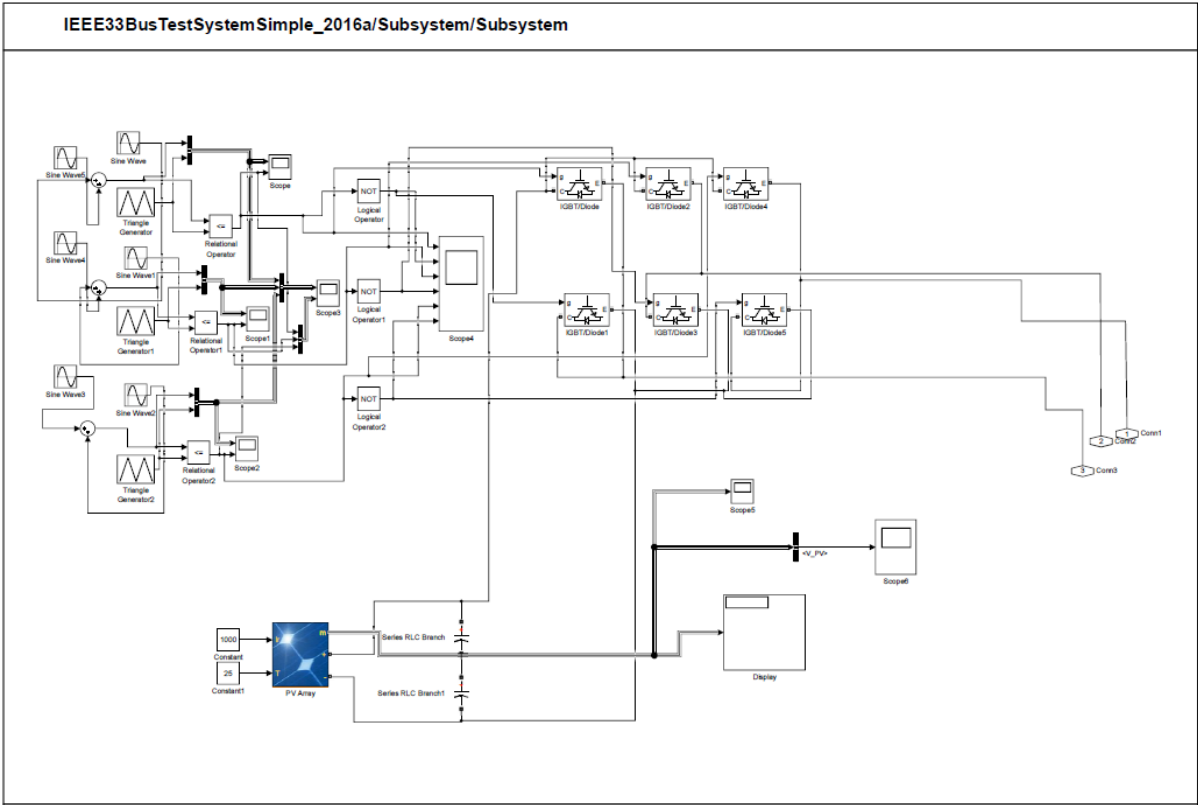 IEEE33BusTestSystemSimple_2016a/Subsystem/Subsystem
Sine Wave5
Sine Wave
Triangle
Generator
<=
Relational
Operator
Scope
Sine Wave4
Sine Wave1
Triangle
Generator1
<=
Relational
Operator1
Scope1
Scope3
Sine Wave3
Sine Wave2
Triangle
Generator2
<=
Relational
Operator2
Scope2
NOT
Logical
Operator
NOT
Logical
Operator1
NOT
Logical
Operator2
Scope4
g
C
E
IGBT/Diode
g
C
E
IGBT/Diode2
g
C
E
IGBT/Diode4
g
C
E
IGBT/Diode1
g
C
E
IGBT/Diode3
g
C
E
IGBT/Diode5
1
Conn1
2
Conn2
3
Conn3
Scope5
<V_PV>
Scope6
Display
1000
Constant
25
Constant1
I
T
m
+
-
PV Array
Series RLC Branch
Series RLC Branch1